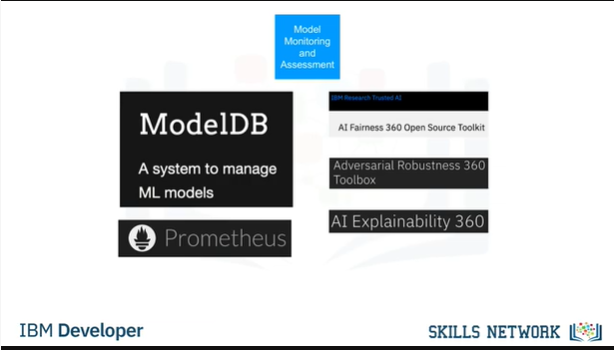 Model
Monitoring
and
Assessment
ModelDB
A system to manage
ML models
Prometheus
IBM Research Trusted AI
AI Fairness 360 Open Source Toolkit
Adversarial Robustness 360
Toolbox
AI Explainability 360
IBM Developer
SKILLS NETWORK